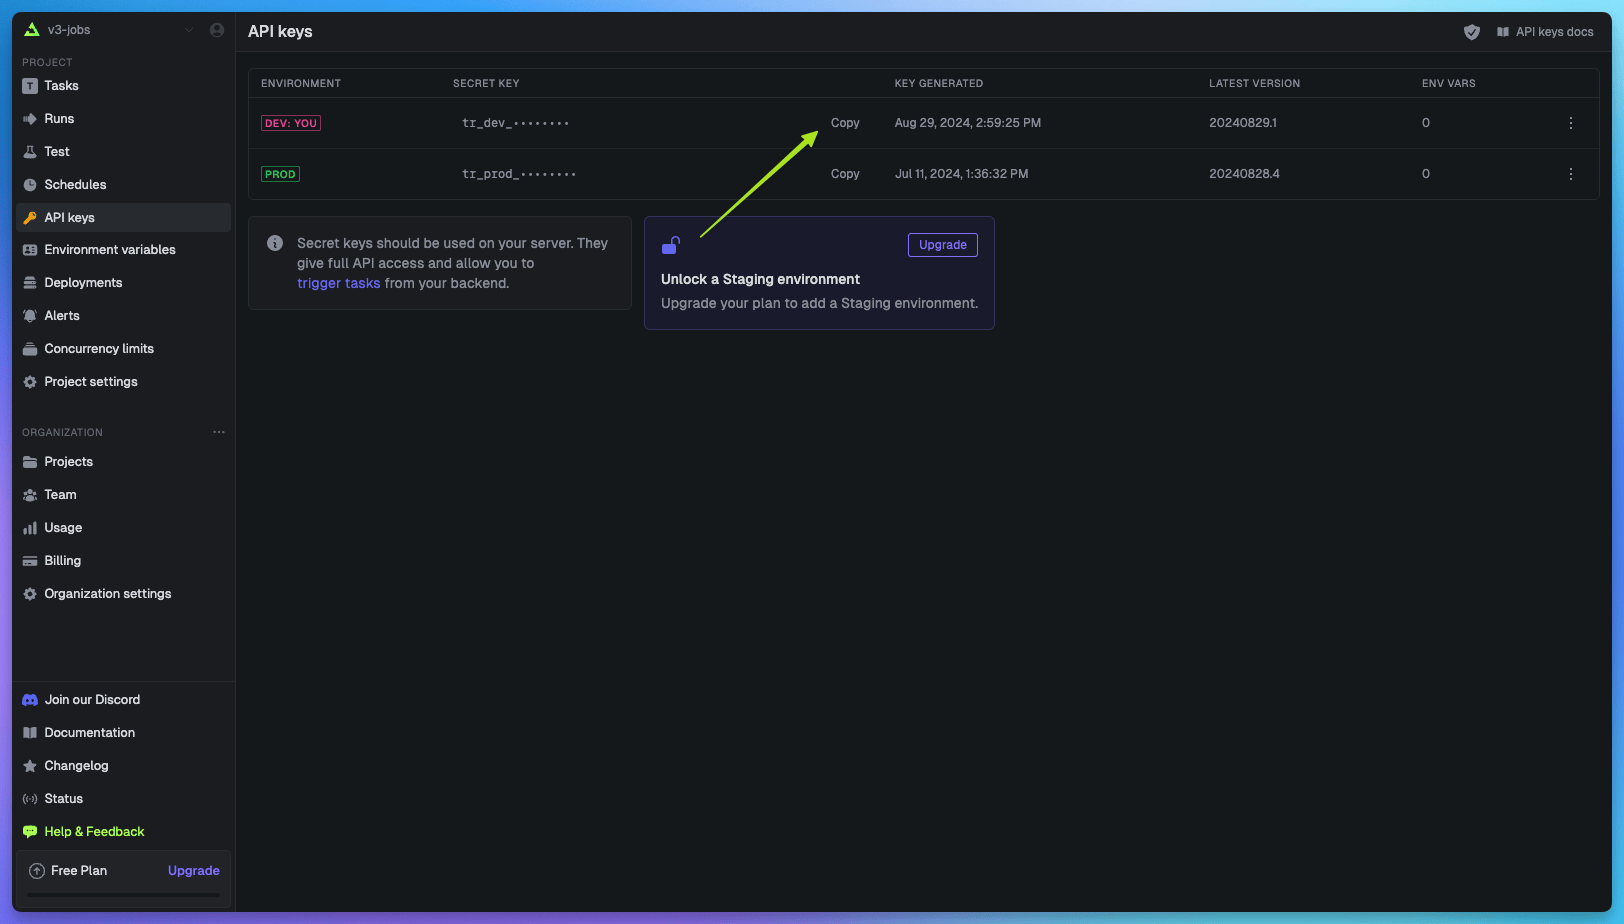 v3-jobs
PROJECT
T Tasks
Runs
Test
Schedules
API keys
Environment variables
Deployments
Alerts
Concurrency limits
Project settings
ORGANIZATION
Projects
Team
Usage
Billing
Organization settings
Join our Discord
Documentation
Changelog
Status
Help & Feedback
Free Plan Upgrade
API keys
API keys docs
ENVIRONMENT SECRET KEY KEY GENERATED LATEST VERSION ENV VARS
DEV: YOU tr_dev_•••••••• Copy Aug 29, 2024, 2:59:25 PM 20240829.1 0
PROD tr_prod_•••••••• Copy Jul 11, 2024, 1:36:32 PM 20240828.4 0
Secret keys should be used on your server. They
give full API access and allow you to
trigger tasks from your backend.
Upgrade
Unlock a Staging environment
Upgrade your plan to add a Staging environment.